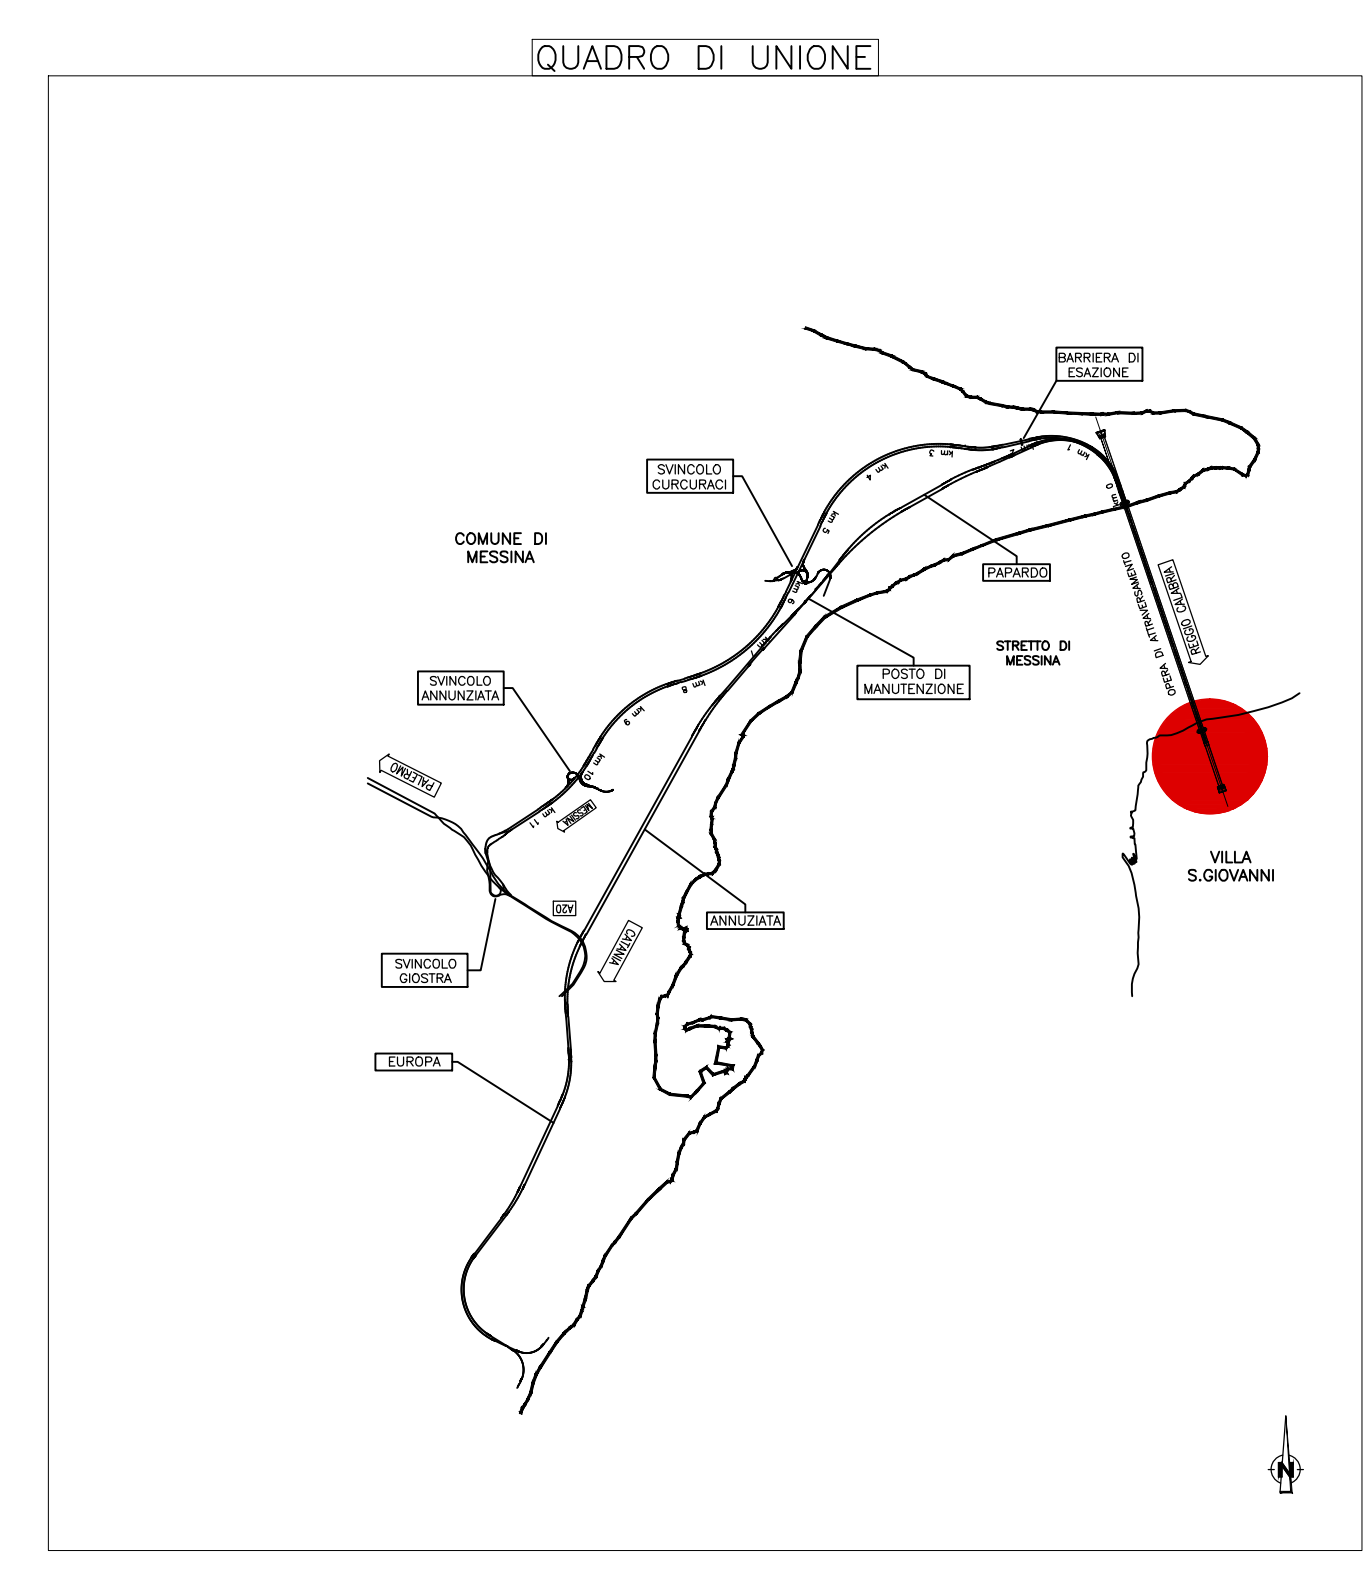 QUADRO DI UNIONE
BARRIERA DI
ESAZIONE
SVINCOLO
CURCURACI
COMUNE DI
MESSINA
km 0
km 1
km 2
km 3
km 4
km 5
km 6
km 7
km 8
km 9
km 10
km 11
PAPARDO
OPERA DI ATTRAVERSAMENTO
REGGIO CALABRIA
STRETTO DI
MESSINA
POSTO DI
MANUTENZIONE
SVINCOLO
ANNUNZIATA
PALERMO
MESSINA
VILLA
S.GIOVANNI
A20
ANNUZIATA
CATANIA
SVINCOLO
GIOSTRA
EUROPA
N